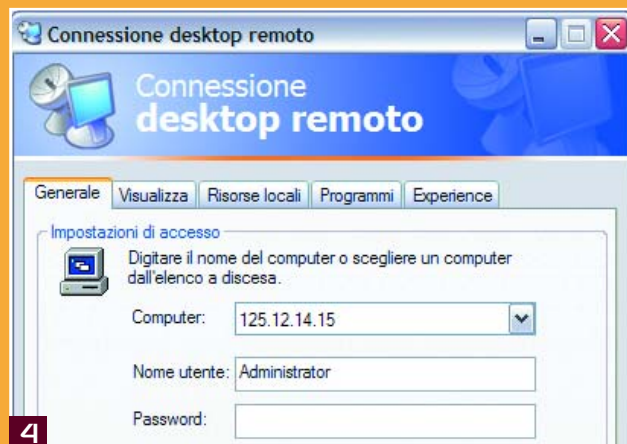 Connessione desktop remoto
Connessione
desktop remoto
Generale Visualizza Risorse locali Programmi Experience
Impostazioni di accesso
Digitare il nome del computer o scegliere un computer
dall'elenco a discesa.
Computer: 125.12.14.15
Nome utente: Administrator
Password:
4